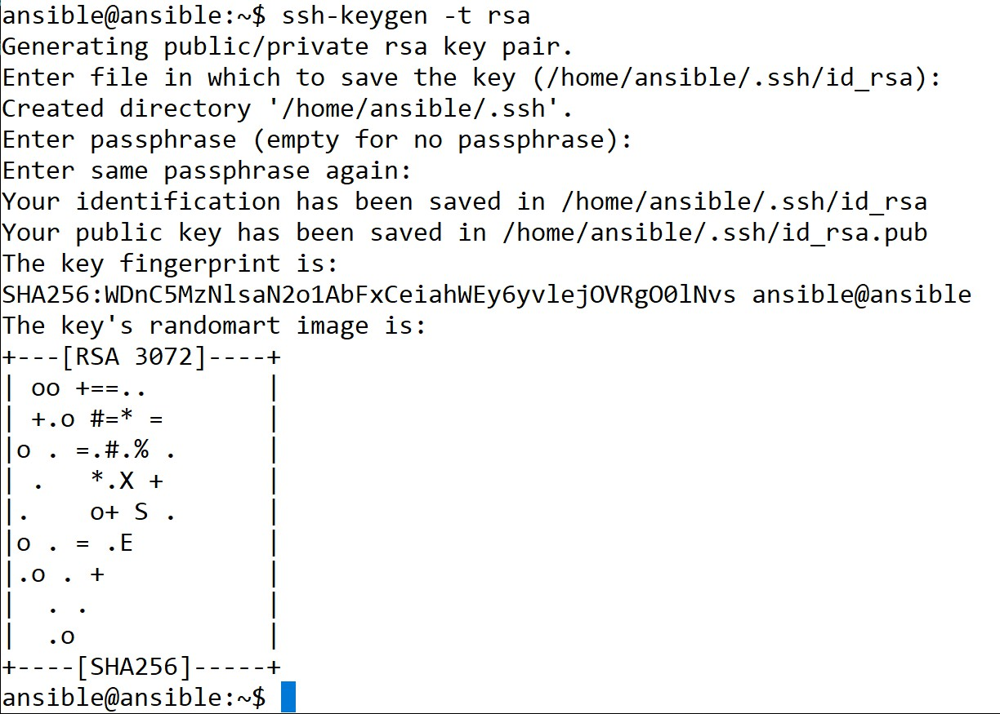 ansible@ansible:~$ ssh-keygen -t rsa
Generating public/private rsa key pair.
Enter file in which to save the key (/home/ansible/.ssh/id_rsa):
Created directory '/home/ansible/.ssh'.
Enter passphrase (empty for no passphrase):
Enter same passphrase again:
Your identification has been saved in /home/ansible/.ssh/id_rsa
Your public key has been saved in /home/ansible/.ssh/id_rsa.pub
The key fingerprint is:
SHA256:WDnC5MzNlsaN2o1AbFxCeiahWEy6yvlejOVRgO0lNvs ansible@ansible
The key's randomart image is:
+---[RSA 3072]----+
| oo +==..        |
| +.o #=* =       |
|o . =.#.% .      |
| .   *.X +       |
|.    o+ S .      |
|o . = .E         |
|.o . +           |
|  . .            |
|  .o             |
+----[SHA256]-----+
ansible@ansible:~$